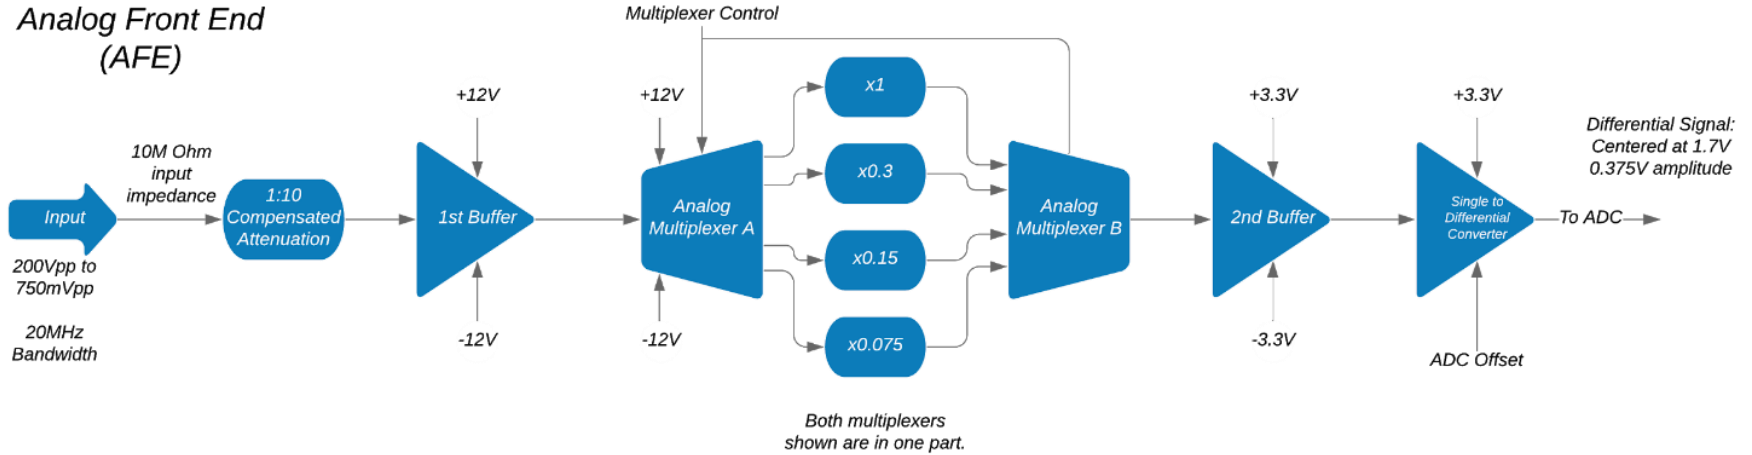 Analog Front End
(AFE)
Multiplexer Control
+12V
+12V
x1
+3.3V
+3.3V
Differential Signal:
Centered at 1.7V
0.375V amplitude
10M Ohm
input
impedance
x0.3
Input
1:10
Compensated
Attenuation
1st Buffer
Analog
Multiplexer A
Analog
Multiplexer B
2nd Buffer
Single to
Differential
Converter
To ADC
200Vpp to
750mVpp
x0.15
20MHz
Bandwidth
-12V
-12V
x0.075
-3.3V
ADC Offset
Both multiplexers
shown are in one part.